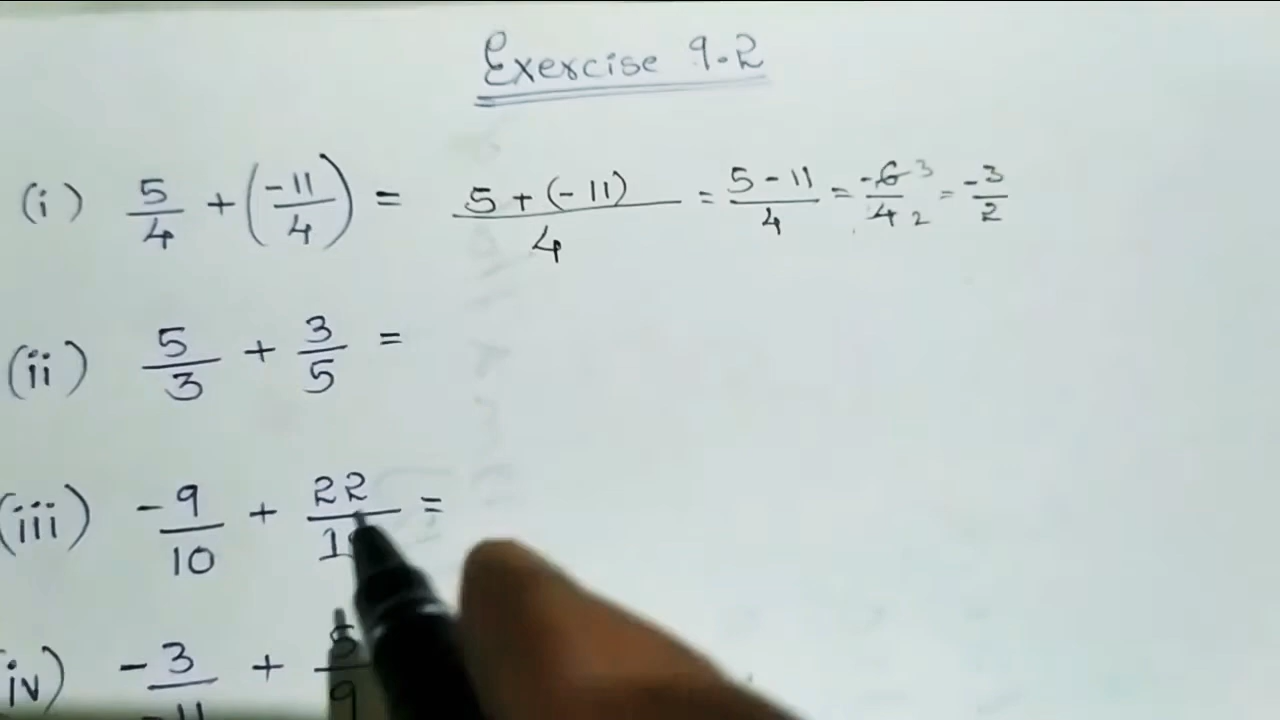 Exercise 9.2
(i) 5/4 + (-11/4) = 5 + (-11)/4 = 5 - 11/4 = -6/4 3 2 = -3/2
(ii) 5/3 + 3/5 =
(iii) -9/10 + 22/ =
(iv) -3/ + 5/9